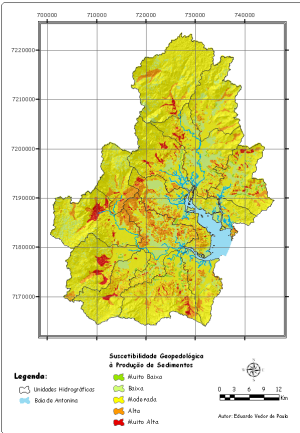 700000 710000 720000 730000 740000
7220000
7210000
7200000
7190000
7180000
7170000
Suscetibilidade Geopedológica
à Produção de Sedimentos
Legenda:
Unidades Hidrográficas
Baía de Antonina
Muito Baixa
Baixa
Moderada
Alta
Muito Alta
0 3 6 9 12
Km
Autor: Eduardo Vedor de Paula